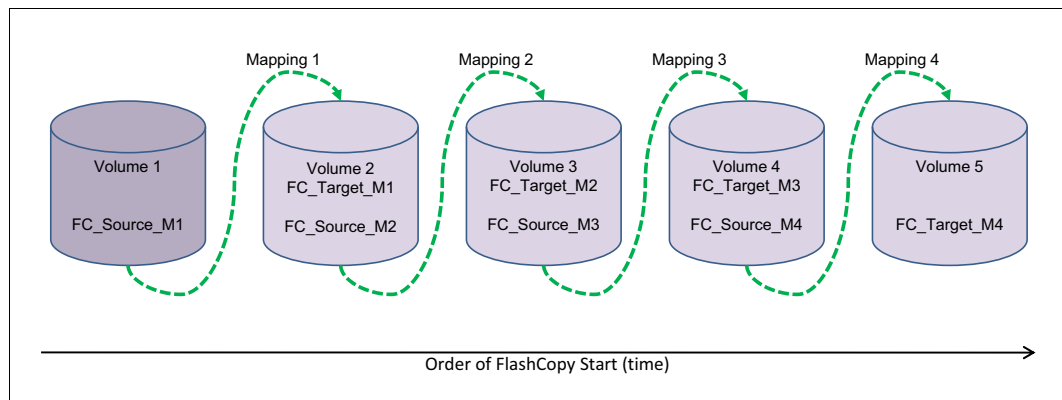 Mapping 1
Mapping 2
Mapping 3
Mapping 4
Volume 1
FC_Source_M1
Volume 2
FC_Target_M1
FC_Source_M2
Volume 3
FC_Target_M2
FC_Source_M3
Volume 4
FC_Target_M3
FC_Source_M4
Volume 5
FC_Target_M4
Order of FlashCopy Start (time)